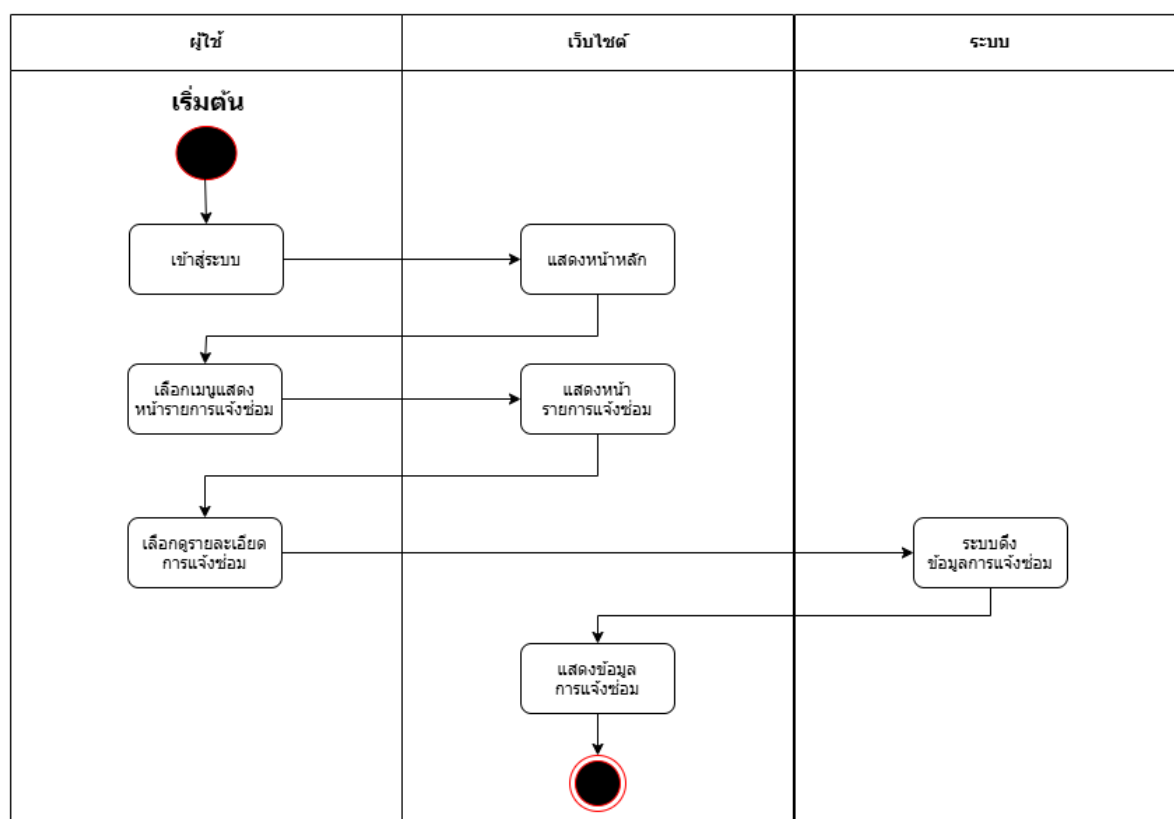 ผู้ใช้
เว็บไซต์
ระบบ
เริ่มต้น
เข้าสู่ระบบ
แสดงหน้าหลัก
เลือกเมนูแสดง
หน้ารายการแจ้งซ่อม
แสดงหน้า
รายการแจ้งซ่อม
เลือกดูรายละเอียด
การแจ้งซ่อม
ระบบดึง
ข้อมูลการแจ้งซ่อม
แสดงข้อมูล
การแจ้งซ่อม